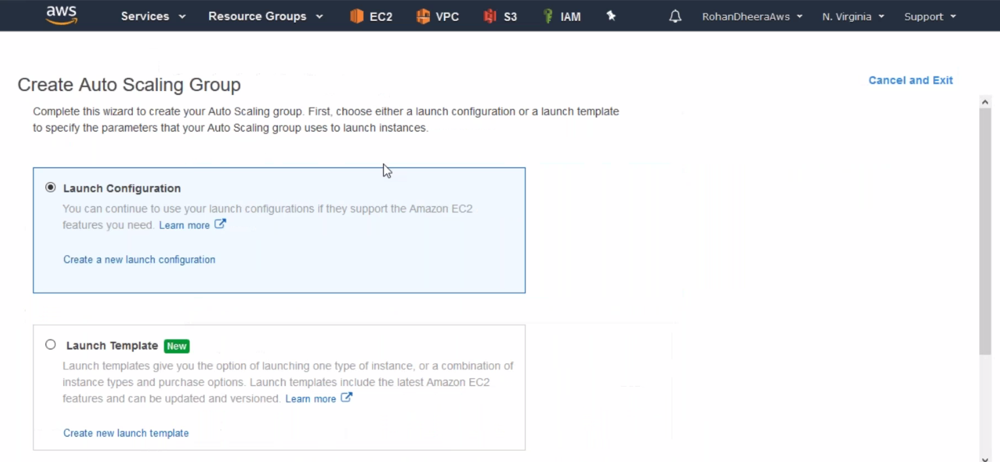 aws Services Resource Groups EC2 VPC S3 IAM RohanDheeraAws N. Virginia Support
Create Auto Scaling Group
Cancel and Exit
Complete this wizard to create your Auto Scaling group. First, choose either a launch configuration or a launch template
to specify the parameters that your Auto Scaling group uses to launch instances.
Launch Configuration
You can continue to use your launch configurations if they support the Amazon EC2
features you need. Learn more
Create a new launch configuration
Launch Template New
Launch templates give you the option of launching one type of instance, or a combination of
instance types and purchase options. Launch templates include the latest Amazon EC2
features and can be updated and versioned. Learn more
Create new launch template